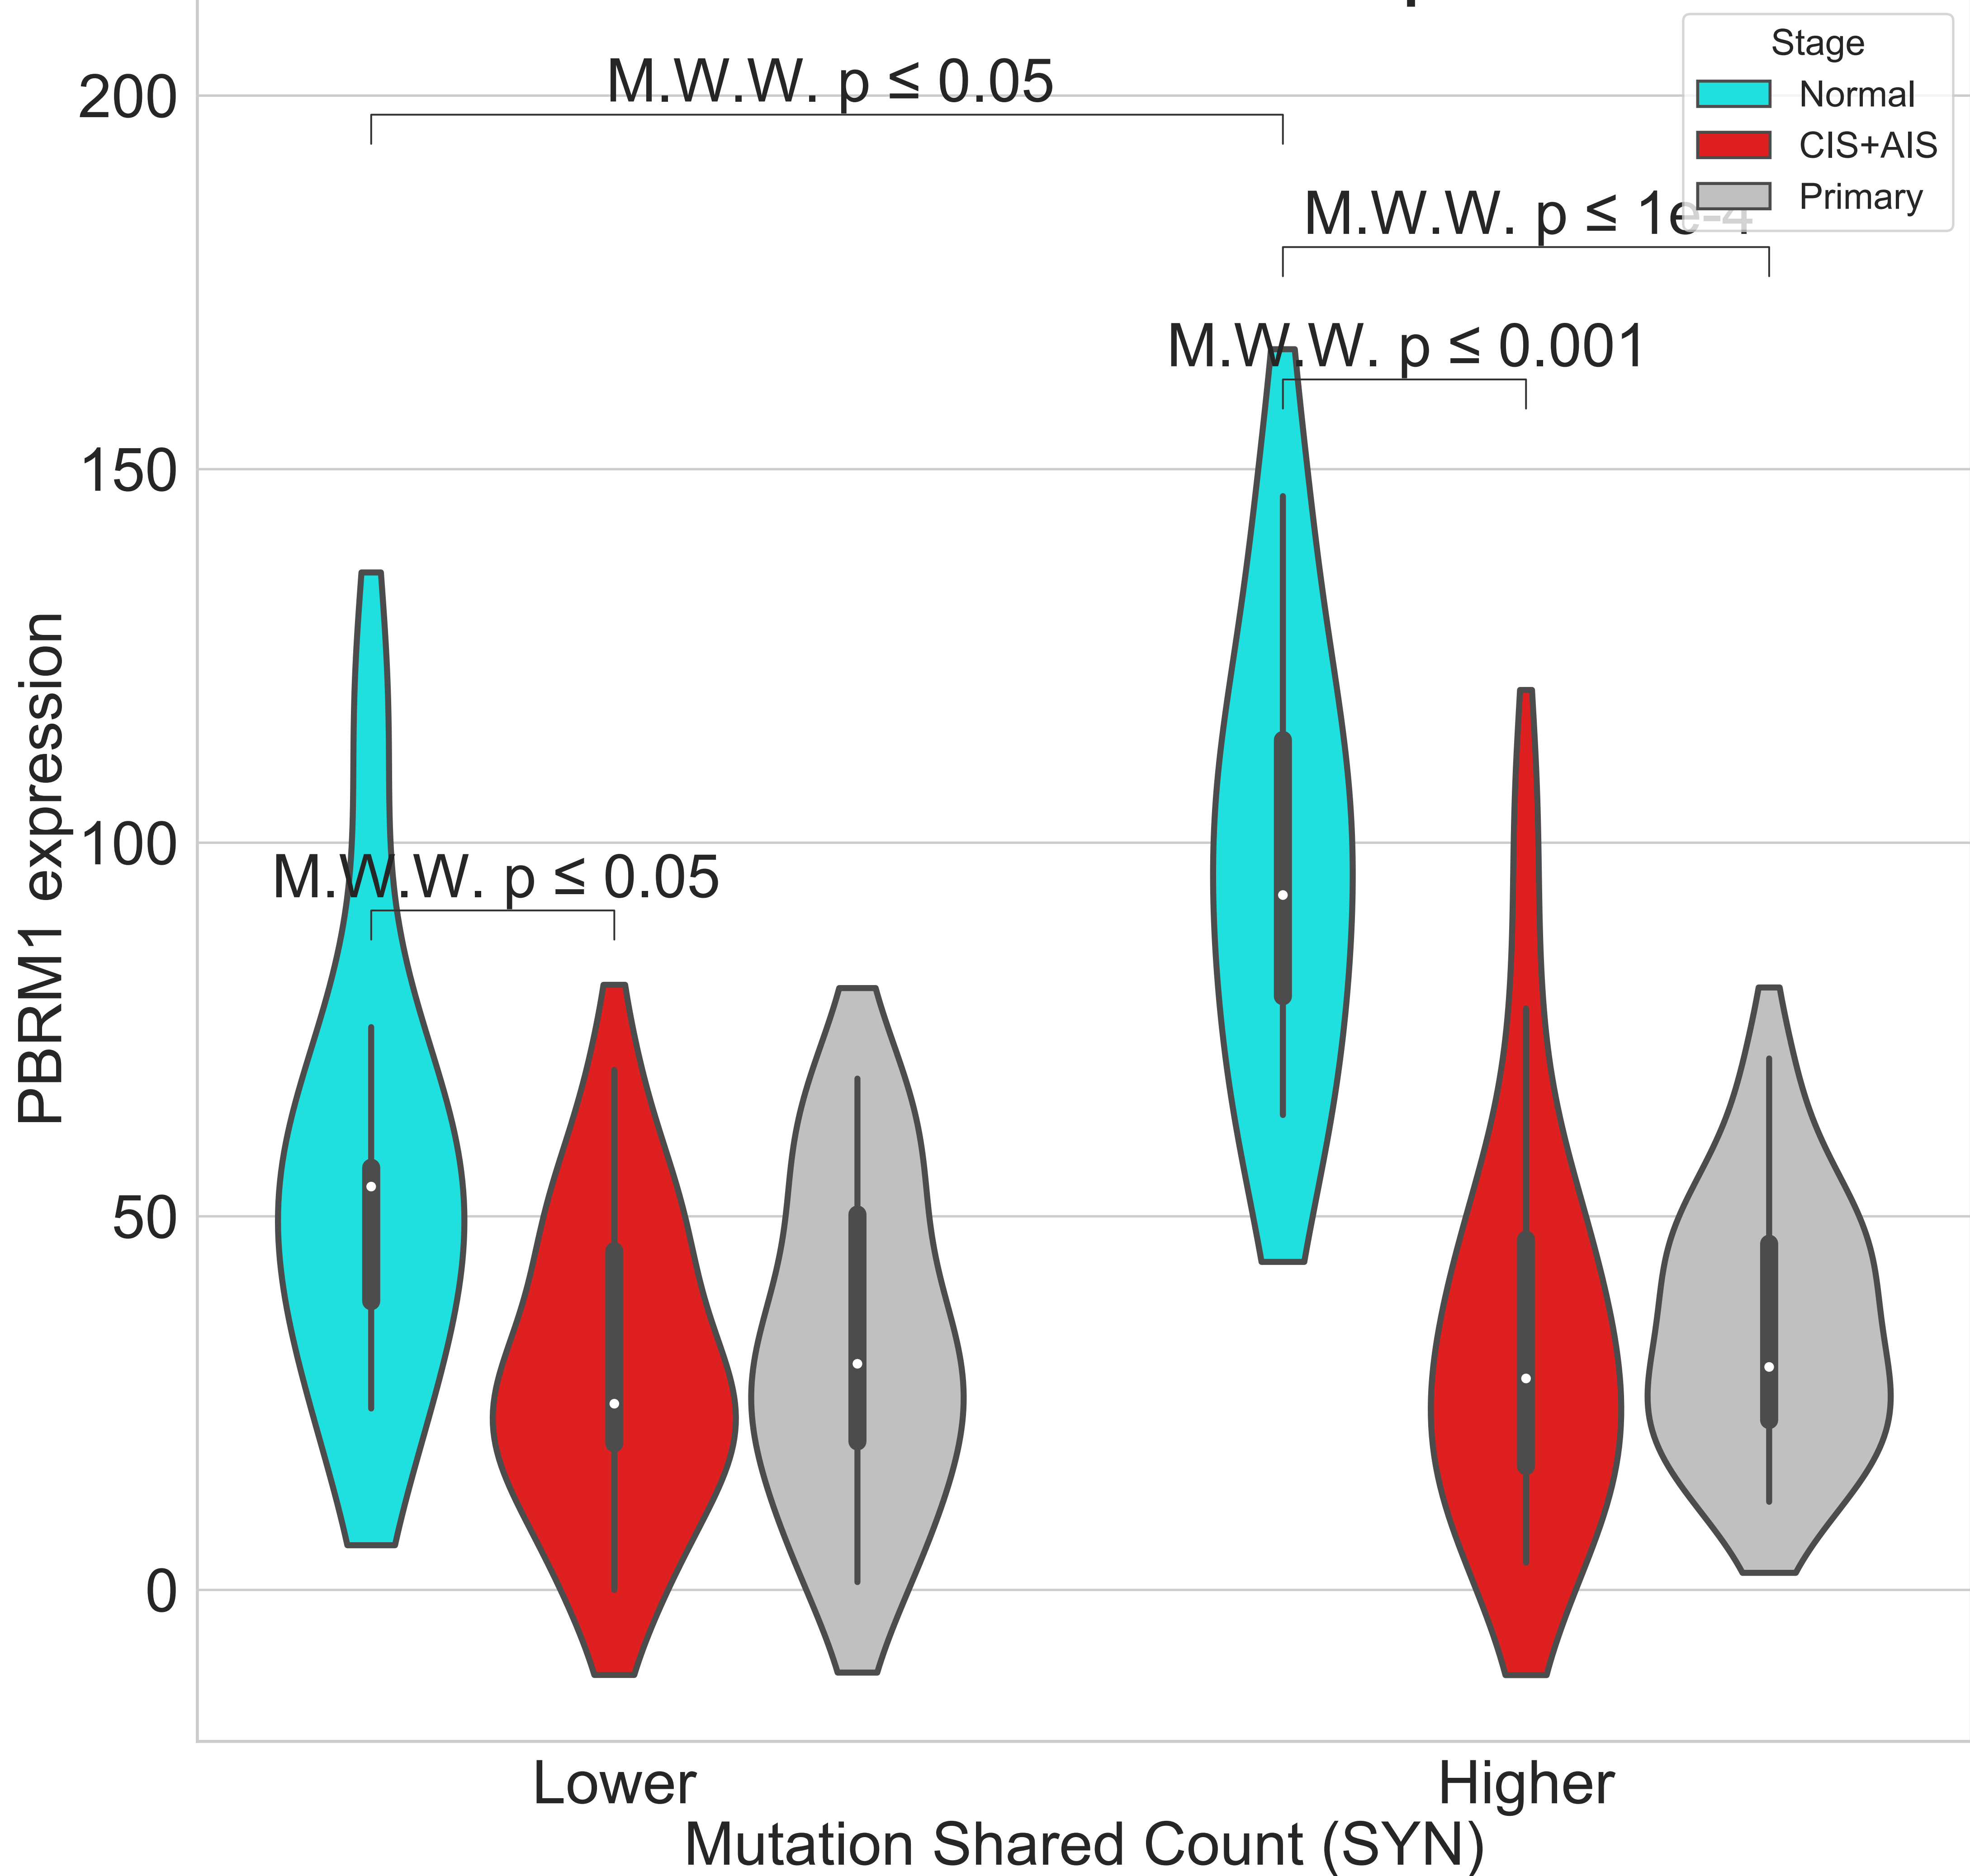 M.W.W. p ≤ 0.05
Stage
Normal
CIS+AIS
Primary
M.W.W. p ≤ 1e-4
M.W.W. p ≤ 0.001
M.W.W. p ≤ 0.05
200
150
100
50
0
PBRM1 expression
Lower
Higher
Mutation Shared Count (SYN)